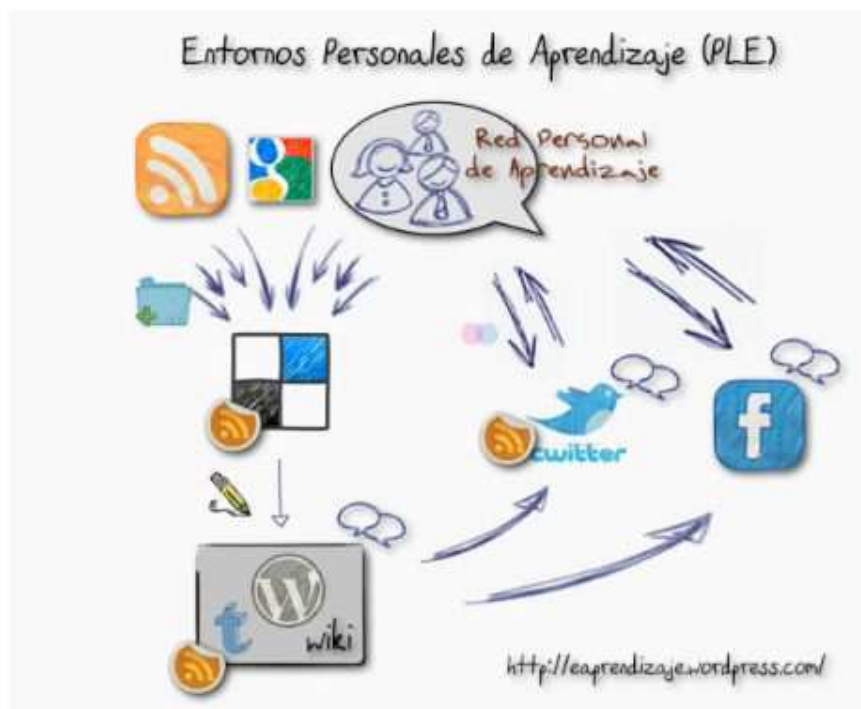 Entornos Personales de Aprendizaje (PLE)
Red Personal
de Aprendizaje
twitter
f
W
t
wiki
http://eaprendizaje.wordpress.com/